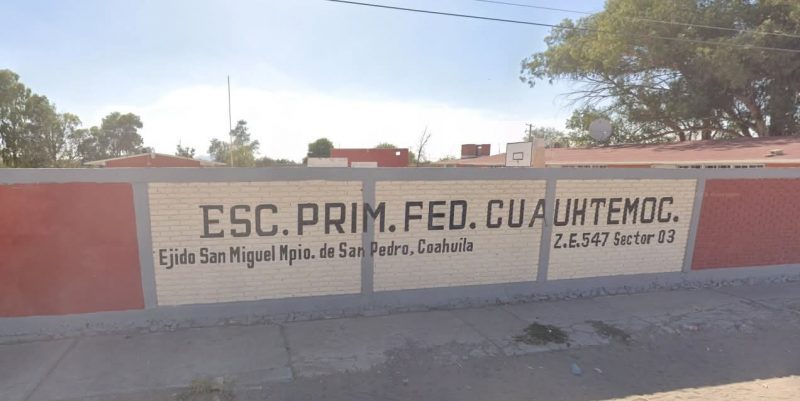 ESC. PRIM. FED. CUAUHTEMOC.
Ejido San Miguel Mpio. de San Pedro, Coahuila
Z.E.547 Sector 03